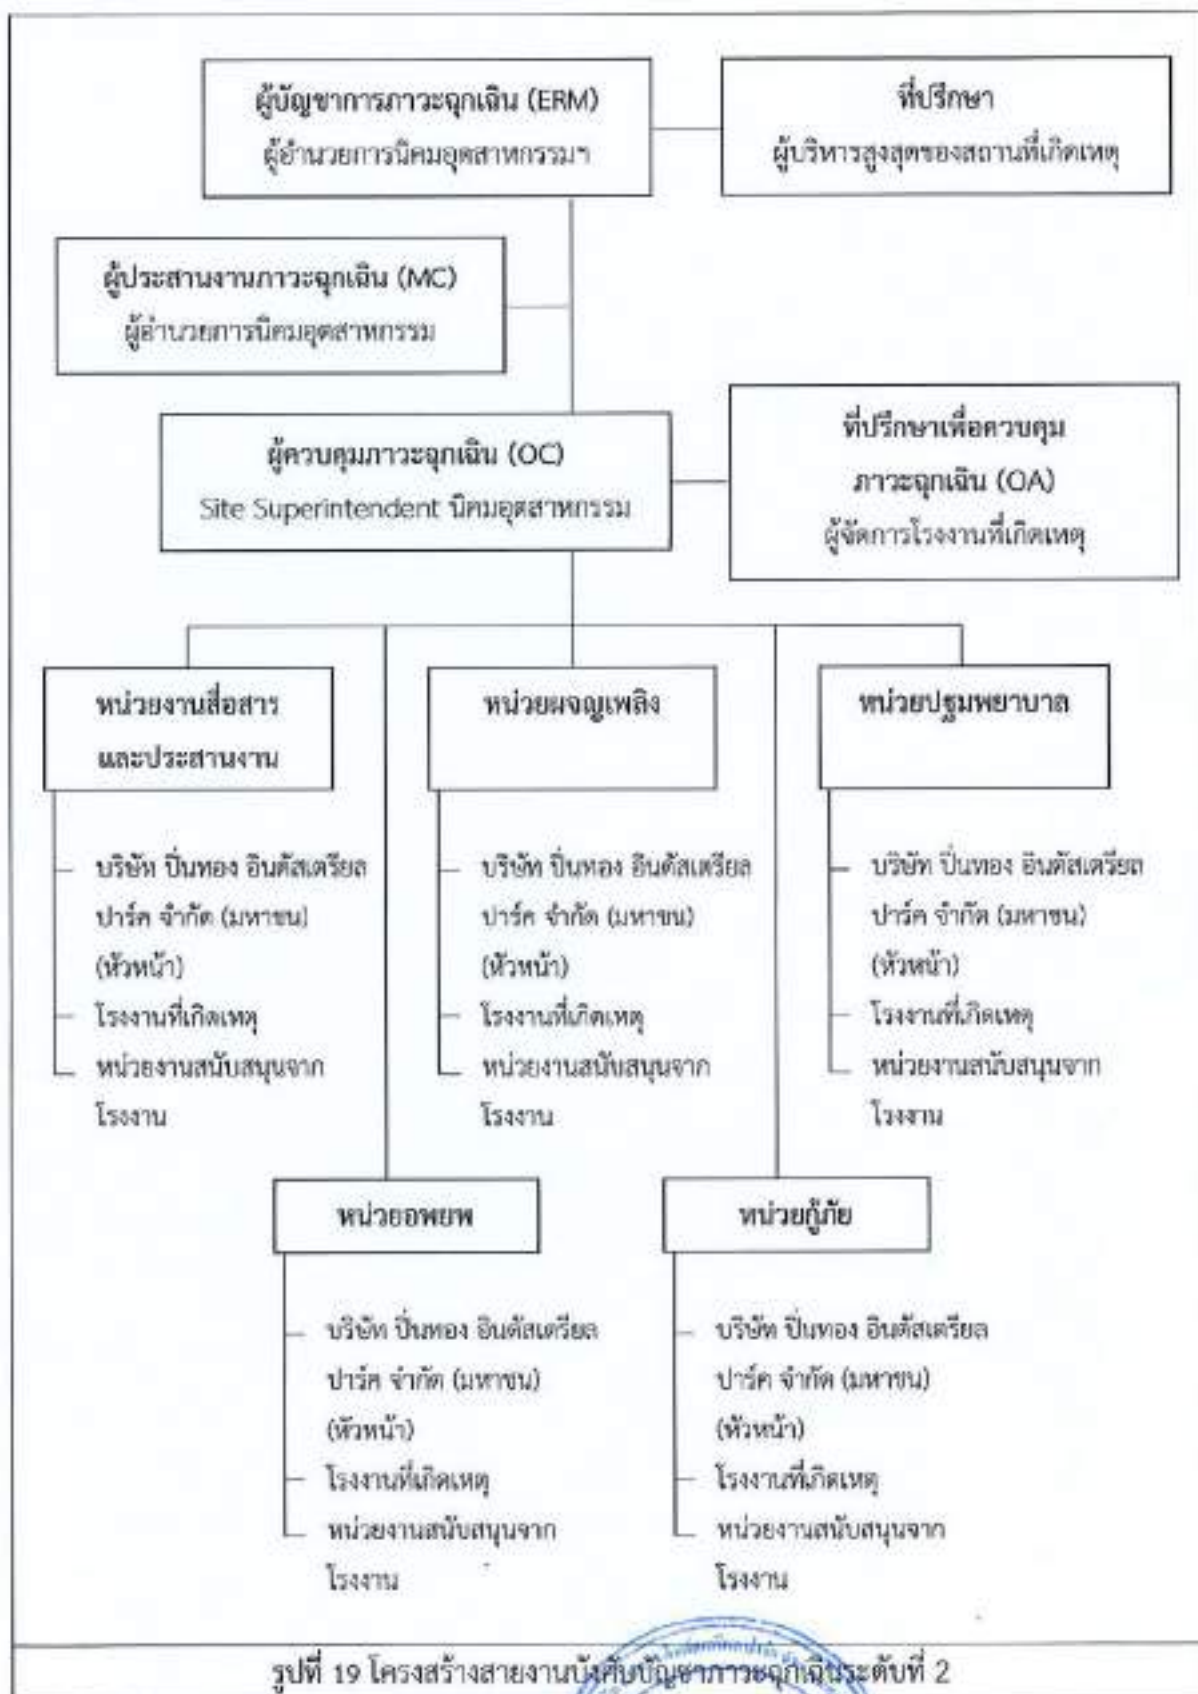 ผู้บัญชาการภาวะฉุกเฉิน (ERM)
ผู้อำนวยการนิคมอุตสาหกรรมฯ
ที่ปรึกษา
ผู้บริหารสูงสุดของสถานที่เกิดเหตุ
ผู้ประสานงานภาวะฉุกเฉิน (MC)
ผู้อำนวยการนิคมอุตสาหกรรม
ผู้ควบคุมภาวะฉุกเฉิน (OC)
Site Superintendent นิคมอุตสาหกรรม
ที่ปรึกษาเพื่อควบคุม
ภาวะฉุกเฉิน (OA)
ผู้จัดการโรงงานที่เกิดเหตุ
หน่วยงานสื่อสาร
และประสานงาน
บริษัท ปิ่นทอง อินดัสเตรียล
ปาร์ค จำกัด (มหาชน)
(หัวหน้า)
โรงงานที่เกิดเหตุ
หน่วยงานสนับสนุนจาก
โรงงาน
หน่วยผจญเพลิง
บริษัท ปิ่นทอง อินดัสเตรียล
ปาร์ค จำกัด (มหาชน)
(หัวหน้า)
โรงงานที่เกิดเหตุ
หน่วยงานสนับสนุนจาก
โรงงาน
หน่วยปฐมพยาบาล
บริษัท ปิ่นทอง อินดัสเตรียล
ปาร์ค จำกัด (มหาชน)
(หัวหน้า)
โรงงานที่เกิดเหตุ
หน่วยงานสนับสนุนจาก
โรงงาน
หน่วยอพยพ
บริษัท ปิ่นทอง อินดัสเตรียล
ปาร์ค จำกัด (มหาชน)
(หัวหน้า)
โรงงานที่เกิดเหตุ
หน่วยงานสนับสนุนจาก
โรงงาน
หน่วยกู้ภัย
บริษัท ปิ่นทอง อินดัสเตรียล
ปาร์ค จำกัด (มหาชน)
(หัวหน้า)
โรงงานที่เกิดเหตุ
หน่วยงานสนับสนุนจาก
โรงงาน
รูปที่ 19 โครงสร้างสายงานบังคับบัญชาภาวะฉุกเฉินระดับที่ 2